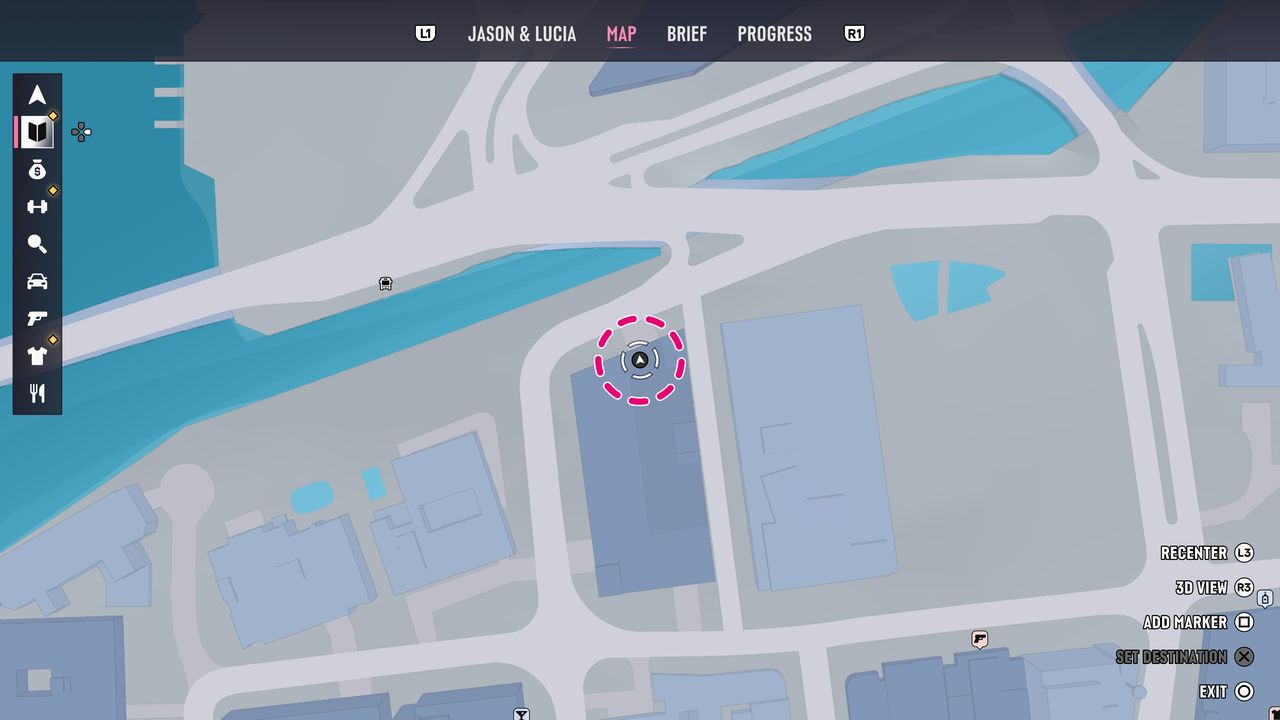 L1 JASON & LUCIA MAP BRIEF PROGRESS R1
$
RECENTER L3
3D VIEW R3
ADD MARKER
SET DESTINATION
EXIT